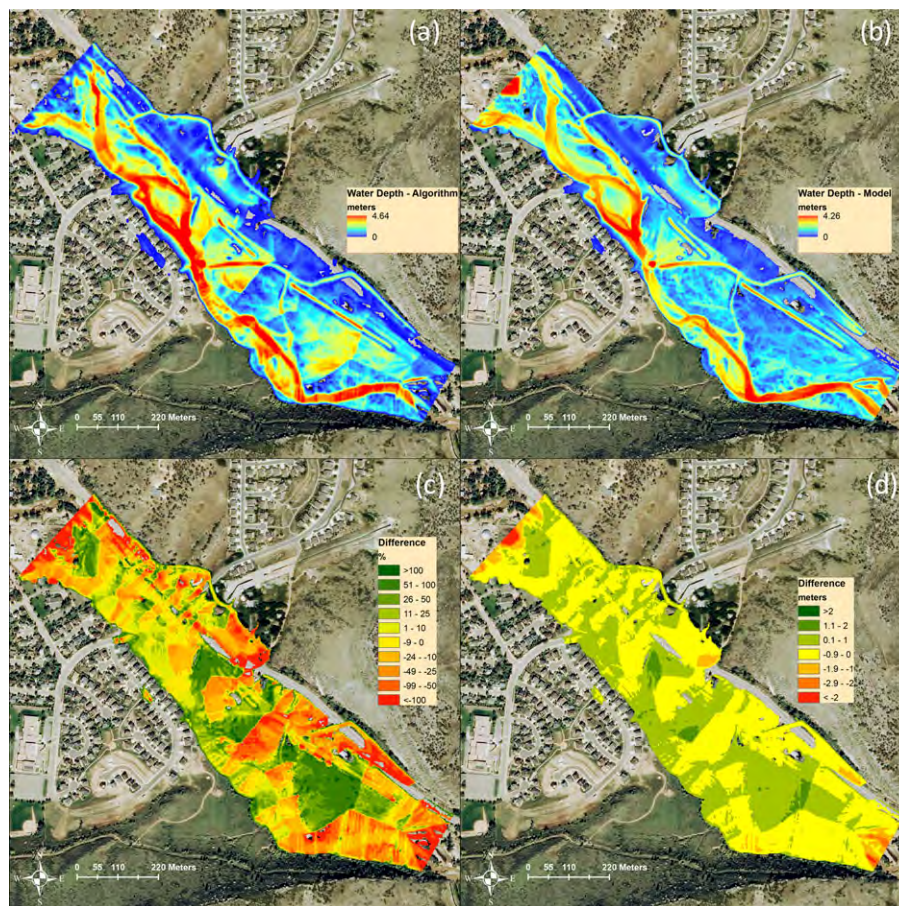 (a)
Water Depth - Algorithm
meters
4.64
0
N
W E
S
0 55 110 220 Meters
(b)
Water Depth - Model
meters
4.26
0
N
W E
S
0 55 110 220 Meters
(c)
Difference
%
>100
51 - 100
26 - 50
11 - 25
1 - 10
-9 - 0
-24 - -10
-49 - -25
-99 - -50
<-100
N
W E
S
0 55 110 220 Meters
(d)
Difference
meters
>2
1.1 - 2
0.1 - 1
-0.9 - 0
-1.9 - -1
-2.9 - -2
< -2
N
W E
S
0 55 110 220 Meters